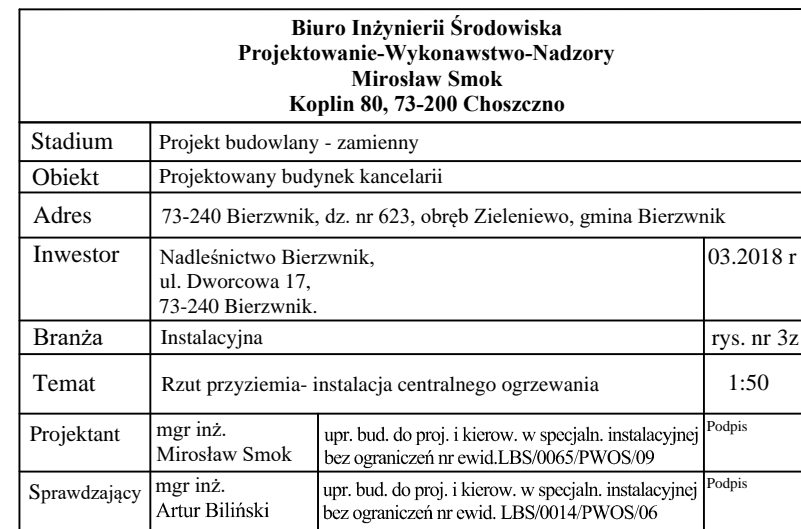 Biuro Inżynierii Środowiska
Projektowanie-Wykonawstwo-Nadzory
Mirosław Smok
Koplin 80, 73-200 Choszczno
Stadium Projekt budowlany - zamienny
Obiekt Projektowany budynek kancelarii
Adres 73-240 Bierzwnik, dz. nr 623, obręb Zieleniewo, gmina Bierzwnik
Inwestor Nadleśnictwo Bierzwnik, 03.2018 r
ul. Dworcowa 17,
73-240 Bierzwnik.
Branża Instalacyjna rys. nr 3z
Temat Rzut przyziemia- instalacja centralnego ogrzewania 1:50
Projektant mgr inż. Mirosław Smok
upr. bud. do proj. i kierow. w specjaln. instalacyjnej
bez ograniczeń nr ewid.LBS/0065/PWOS/09
Podpis
Sprawdzający mgr inż. Artur Biliński
upr. bud. do proj. i kierow. w specjaln. instalacyjnej
bez ograniczeń nr ewid. LBS/0014/PWOS/06
Podpis